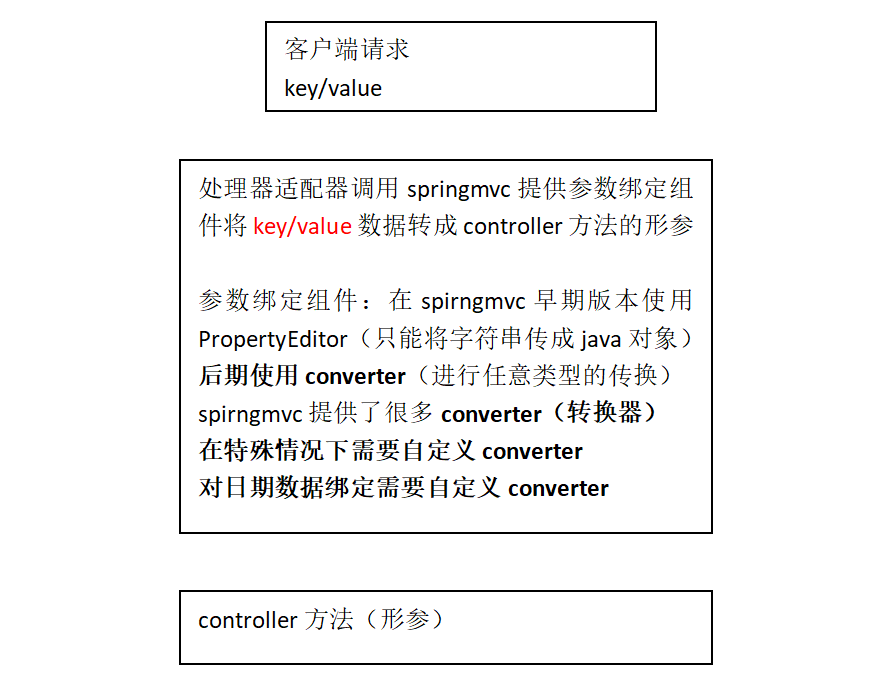 客户端请求
key/value
处理器适配器调用 springmvc 提供参数绑定组
件将 key/value 数据转成 controller 方法的形参
参数绑定组件：在 spirngmvc 早期版本使用
PropertyEditor（只能将字符串传成 java 对象）
后期使用 converter（进行任意类型的传换）
spirngmvc 提供了很多 converter（转换器）
在特殊情况下需要自定义 converter
对日期数据绑定需要自定义 converter
controller 方法（形参）